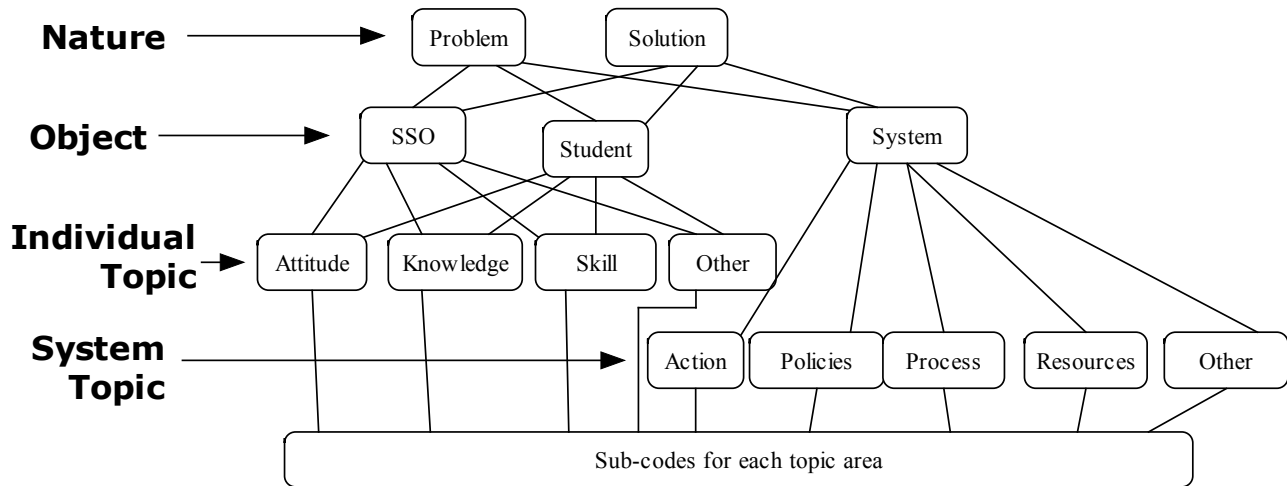 Nature
Problem
Solution
Object
SSO
Student
System
Individual
Topic
Attitude
Knowledge
Skill
Other
System
Topic
Action
Policies
Process
Resources
Other
Sub-codes for each topic area